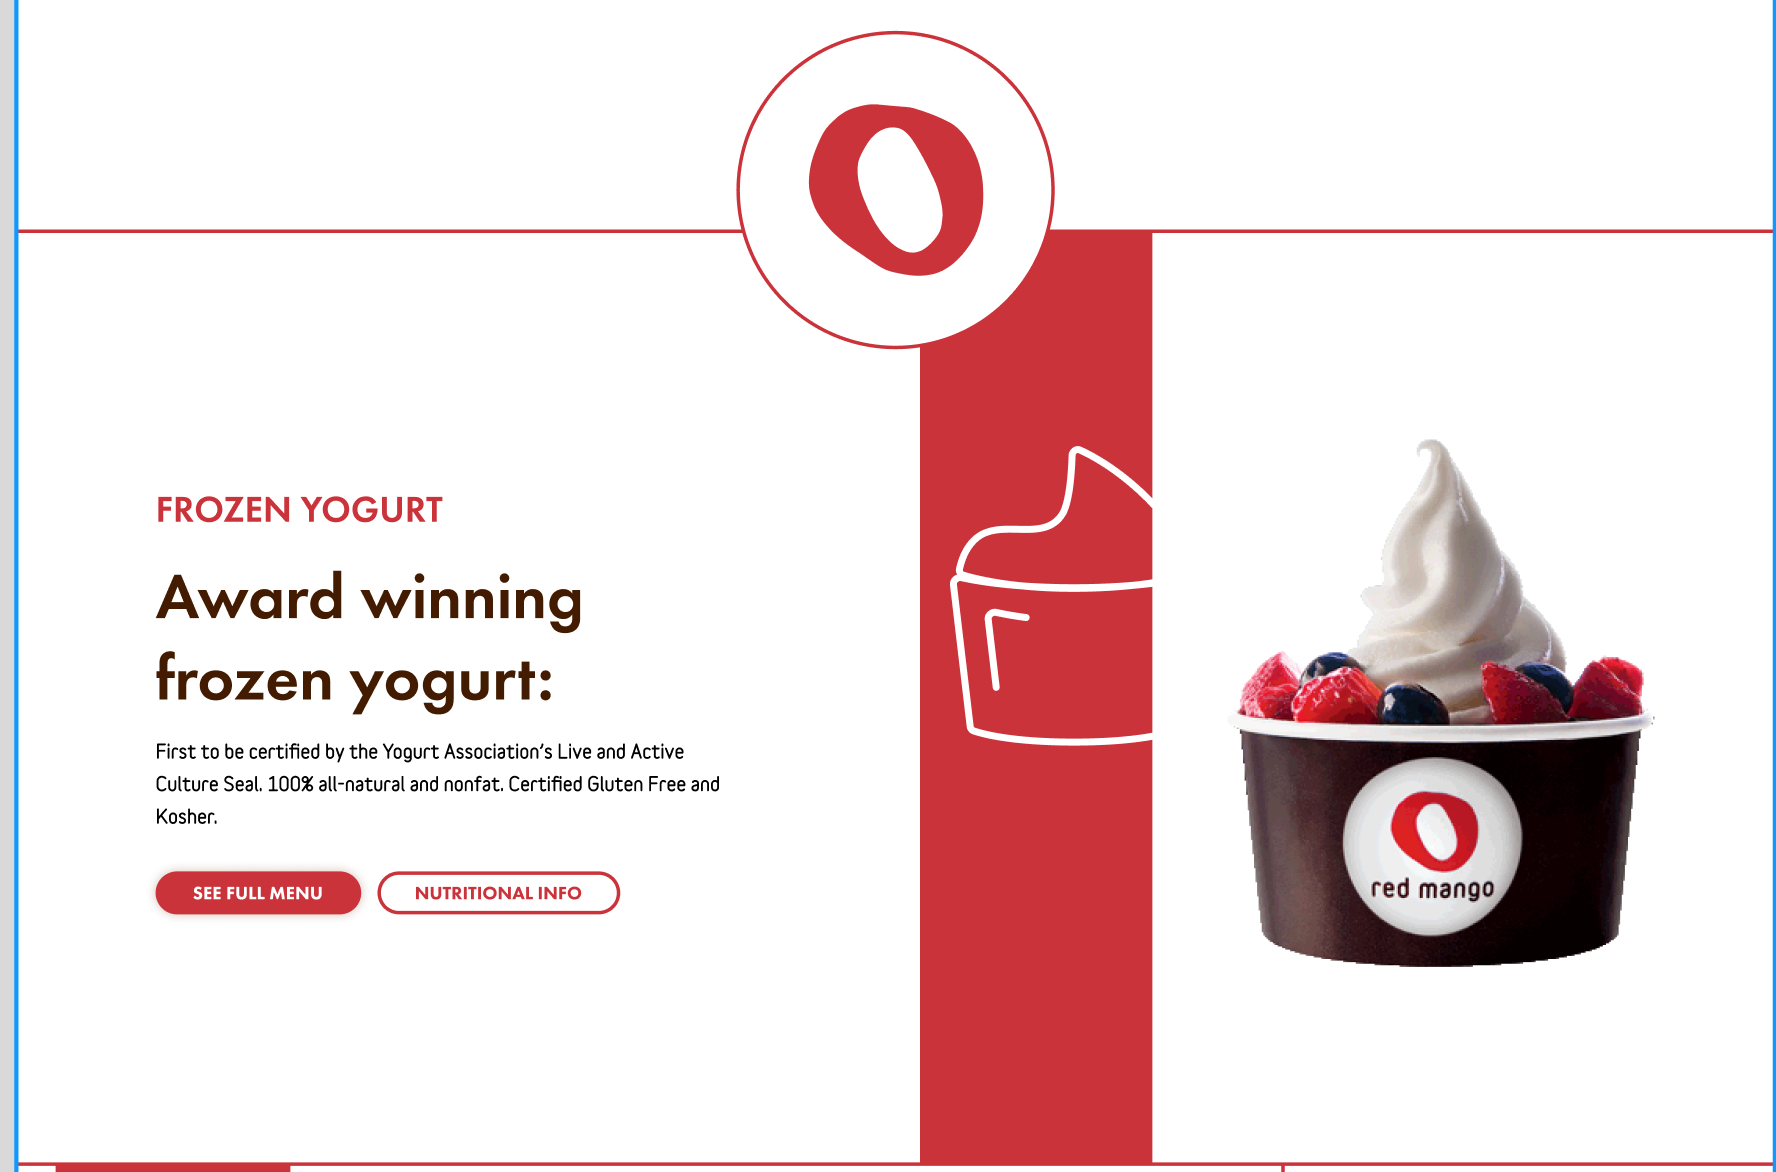 FROZEN YOGURT
Award winning
frozen yogurt:
First to be certified by the Yogurt Association's Live and Active
Culture Seal. 100% all-natural and nonfat. Certified Gluten Free and
Kosher.
SEE FULL MENU
NUTRITIONAL INFO
red mango